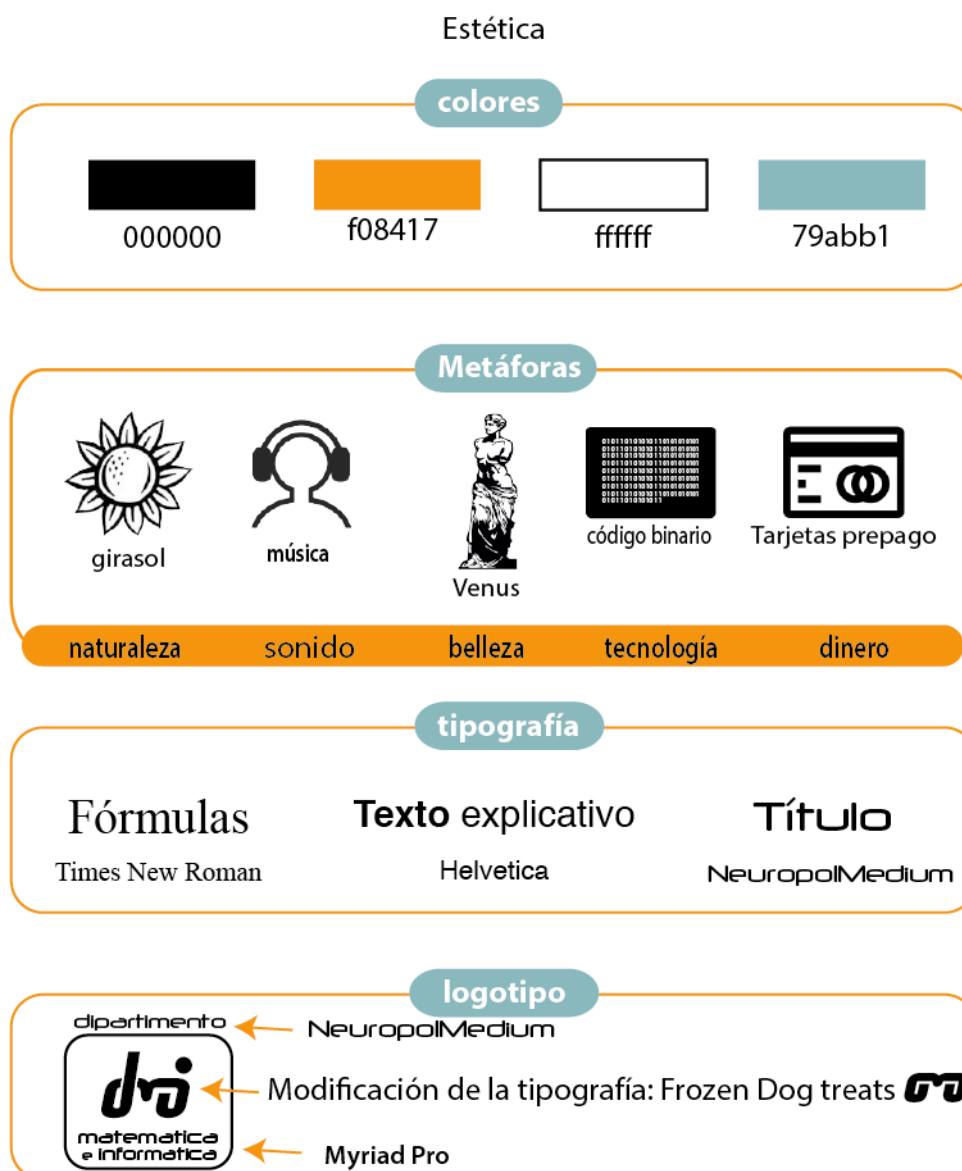 Estética
colores
000000
f08417
ffffff
79abb1
Metáforas
girasol
música
Venus
código binario
Tarjetas prepago
naturaleza
sonido
belleza
tecnología
dinero
tipografía
Fórmulas
Times New Roman
Texto explicativo
Helvetica
Título
NeuropolMedium
logotipo
dipartimento
NeuropolMedium
dmi
Modificación de la tipografía: Frozen Dog treats
matematica
e informatica
Myriad Pro